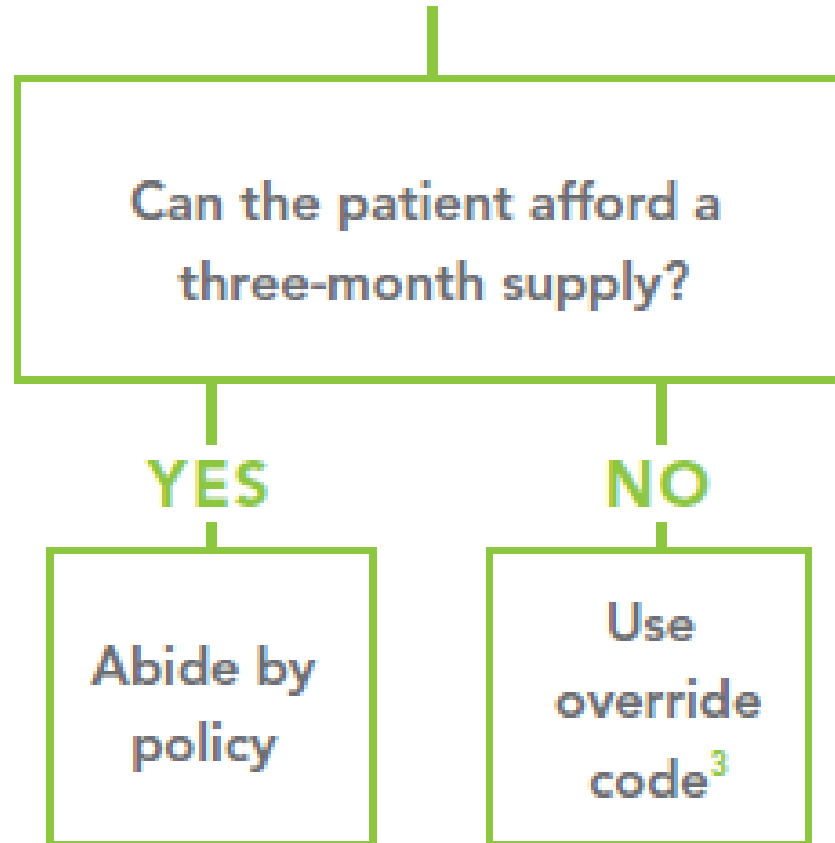 Can the patient afford a
three-month supply?
YES
NO
Abide by
policy
Use
override
code³